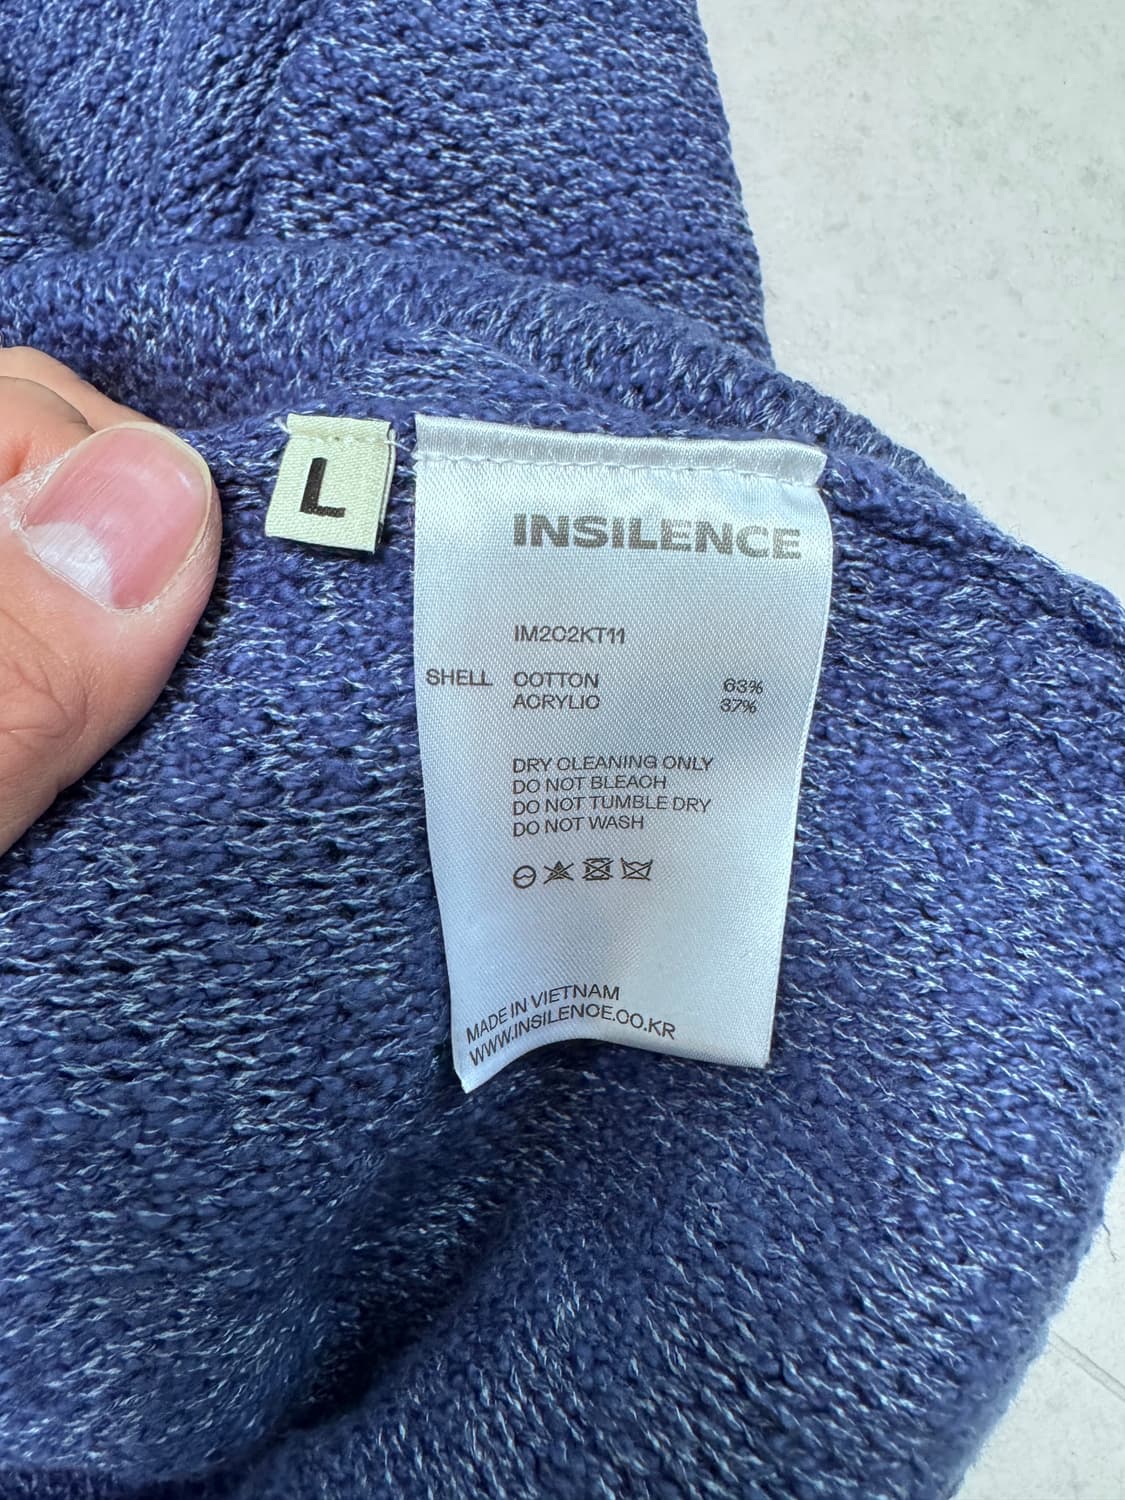 L
INSILENCE
IM2C2KT11
SHELL COTTON 63%
ACRYLIC 37%
DRY CLEANING ONLY
DO NOT BLEACH
DO NOT TUMBLE DRY
DO NOT WASH
MADE IN VIETNAM
WWW.INSILENCE.CO.KR